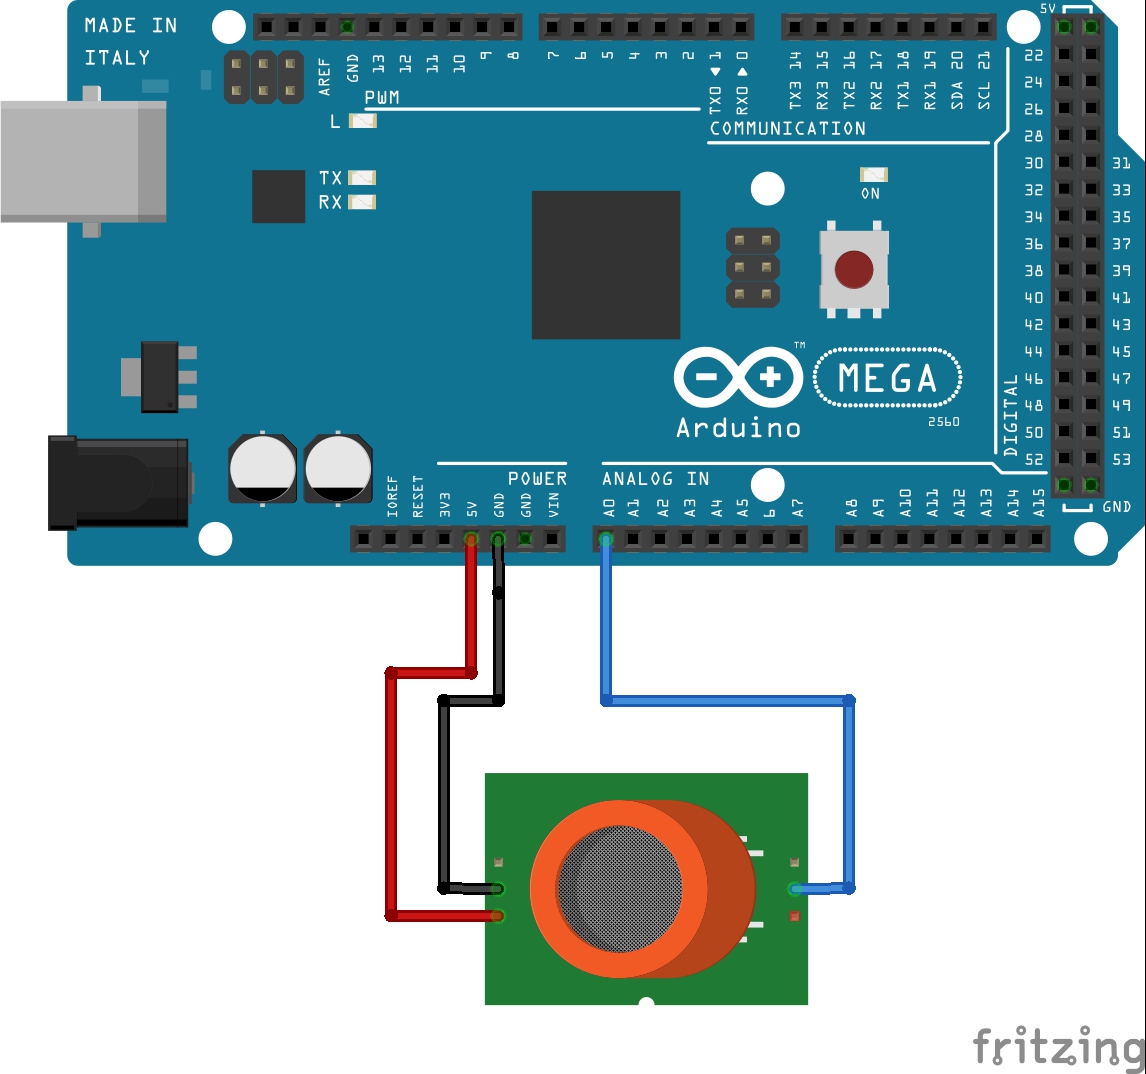 MADE IN
ITALY
5V
AREF
GND
13
12
11
10
9
8
7
6
5
4
3
2
TX0 ◄ 1
RX0 ► 0
TX3 14
RX3 15
TX2 16
RX2 17
TX1 18
RX1 19
SDA 20
SCL 21
PWM
COMMUNICATION
L
TX
RX
ON
22
24
26
28
30 31
32 33
34 35
36 37
38 39
40 41
42 43
44 45
46 47
48 49
50 51
52 53
DIGITAL
GND
TM
MEGA
Arduino
2560
POWER
ANALOG IN
IOREF
RESET
3V3
5V
GND
GND
VIN
A0
A1
A2
A3
A4
A5
6
A7
A8
A9
A10
A11
A12
A13
A14
A15
fritzing